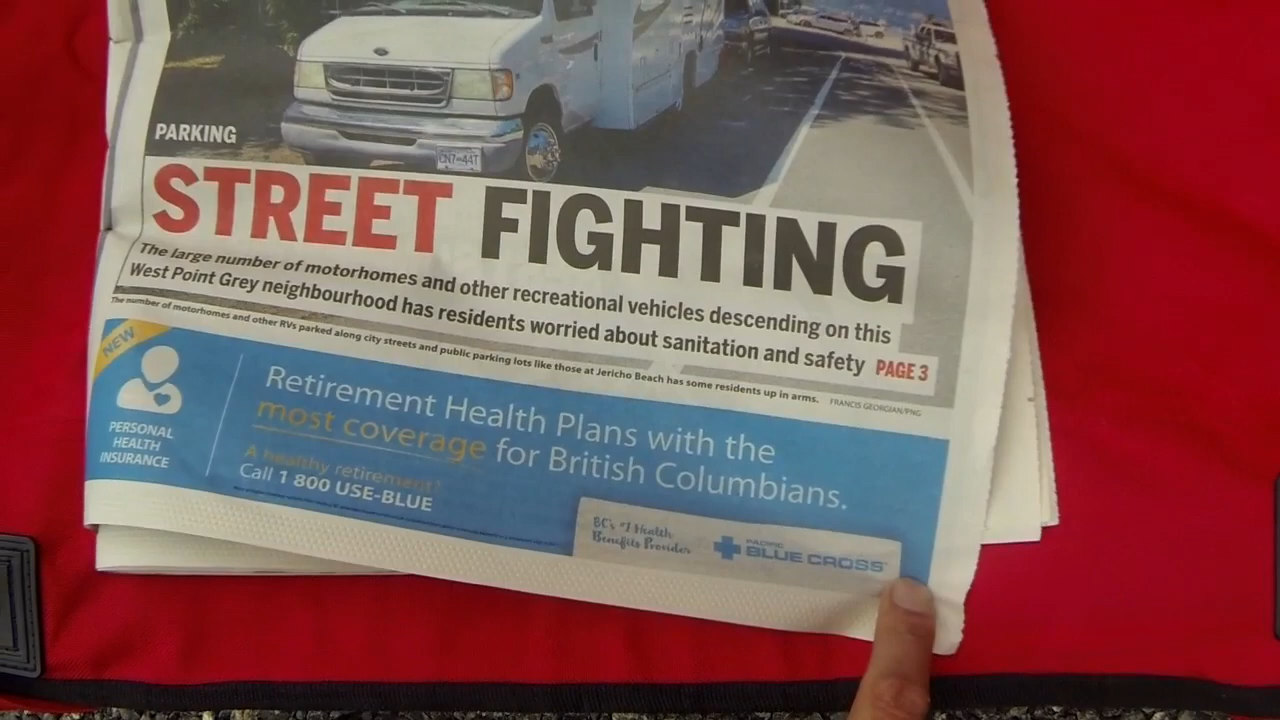 PARKING
STREET FIGHTING
The large number of motorhomes and other recreational vehicles descending on this
West Point Grey neighbourhood has residents worried about sanitation and safety PAGE 3
The number of motorhomes and other RVs parked along city streets and public parking lots like those at Jericho Beach has some residents up in arms. FRANCIS GEORGIAN/PNG
NEW
PERSONAL
HEALTH
INSURANCE
Retirement Health Plans with the
most coverage for British Columbians.
A healthy retirement?
Call 1 800 USE-BLUE
BC's #1 Health
Benefits Provider
PACIFIC
BLUE CROSS